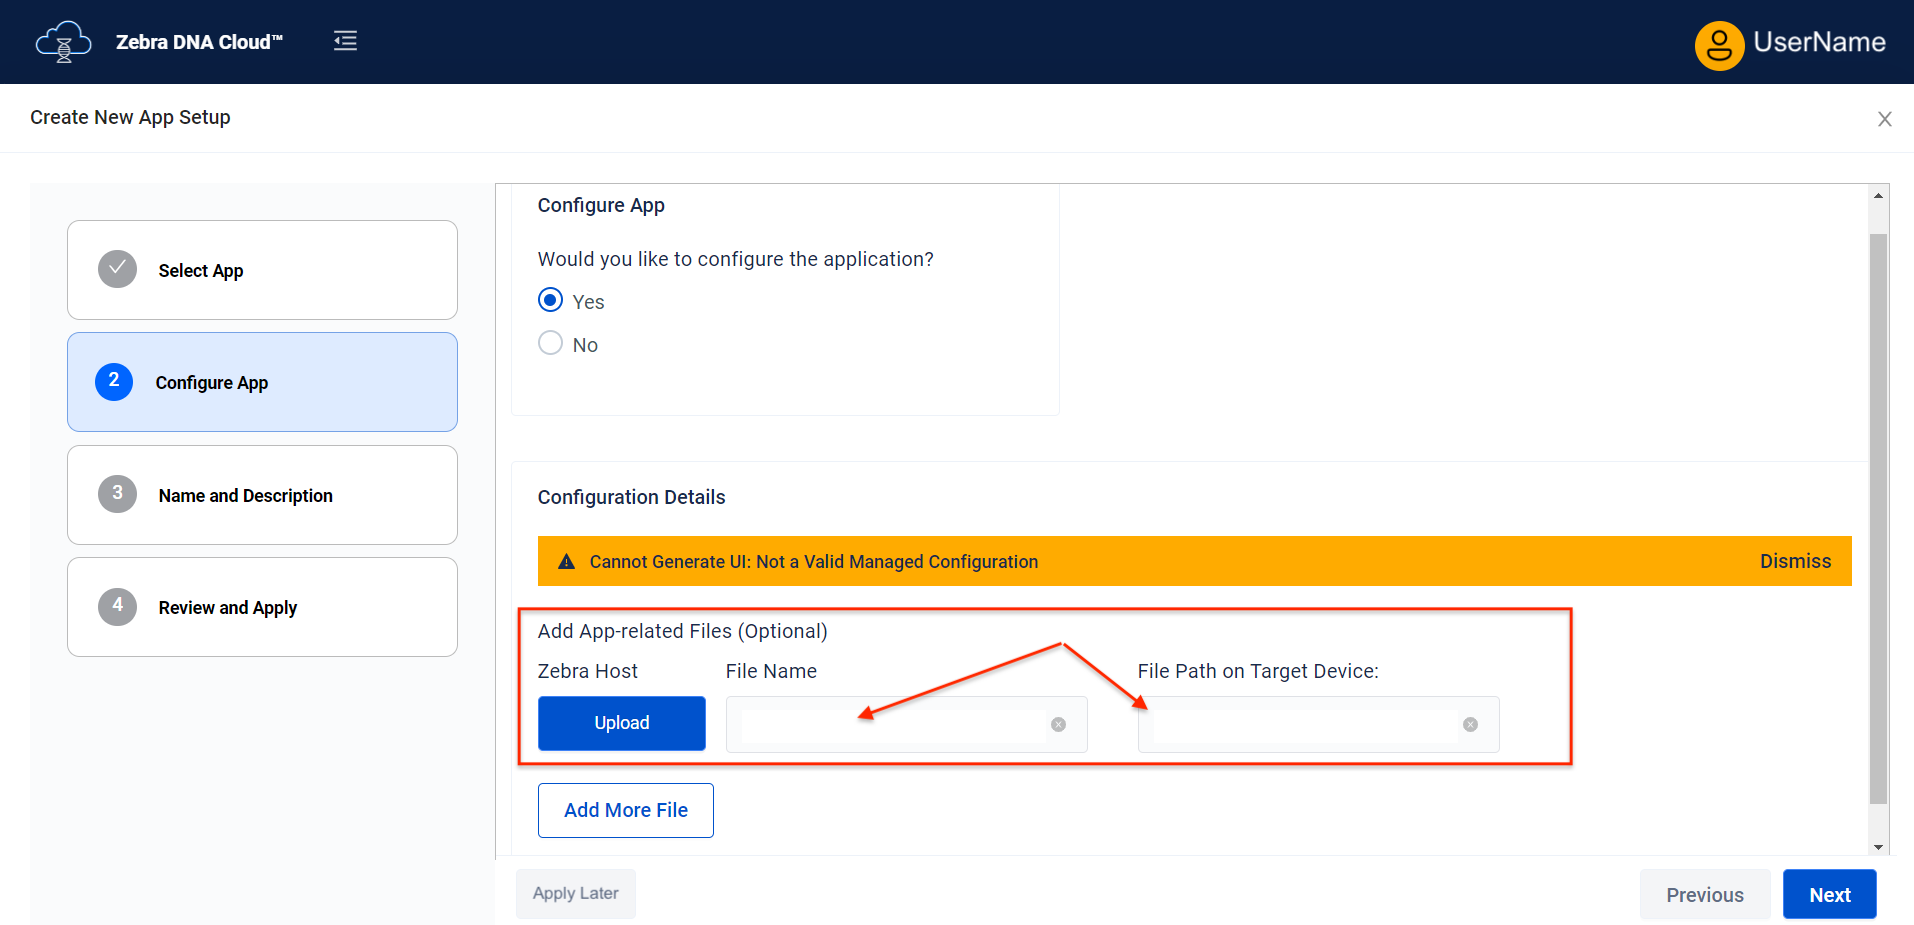 Zebra DNA Cloud™
UserName
Create New App Setup
Select App
2 Configure App
3 Name and Description
4 Review and Apply
Configure App
Would you like to configure the application?
Yes
No
Configuration Details
Cannot Generate UI: Not a Valid Managed Configuration Dismiss
Add App-related Files (Optional)
Zebra Host File Name File Path on Target Device:
Upload
Add More File
Apply Later Previous Next